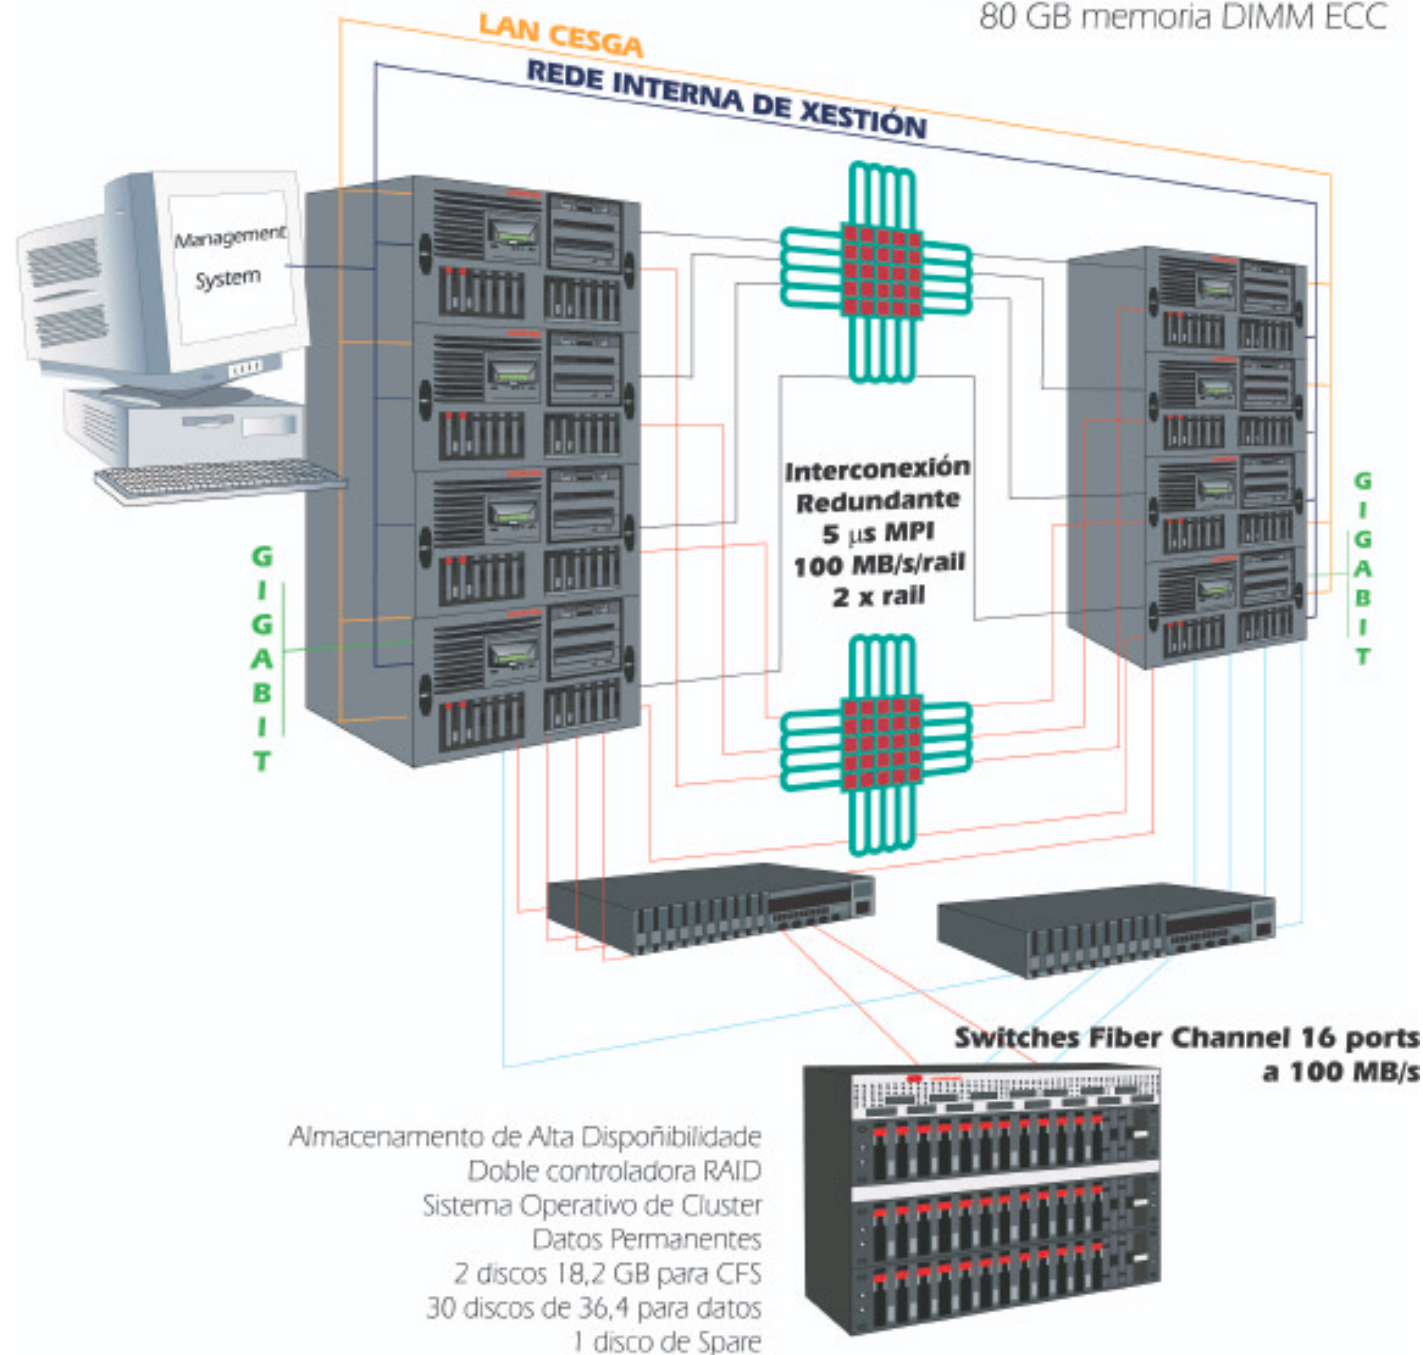 80 GB memoria DIMM ECC
LAN CESGA
REDE INTERNA DE XESTIÓN
Management
System
Interconexión
Redundante
5 µs MPI
100 MB/s/rail
2 x rail
GIGABIT
GIGABIT
Switches Fiber Channel 16 ports
a 100 MB/s
Almacenamento de Alta Dispoñibilidade
Doble controladora RAID
Sistema Operativo de Cluster
Datos Permanentes
2 discos 18,2 GB para CFS
30 discos de 36,4 para datos
1 disco de Spare